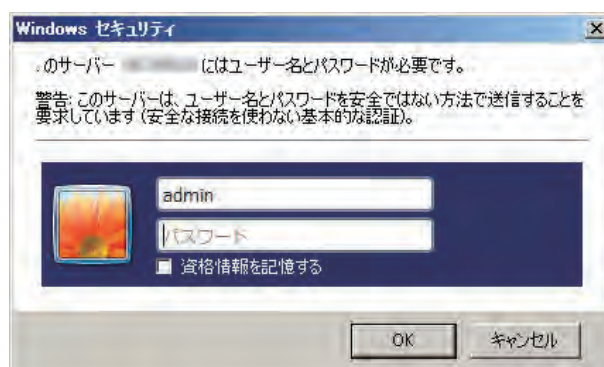 Windows セキュリティ
のサーバー にはユーザー名とパスワードが必要です。
警告: このサーバーは、ユーザー名とパスワードを安全ではない方法で送信することを
要求しています (安全な接続を使わない基本的な認証)。
admin
パスワード
資格情報を記憶する
OK
キャンセル